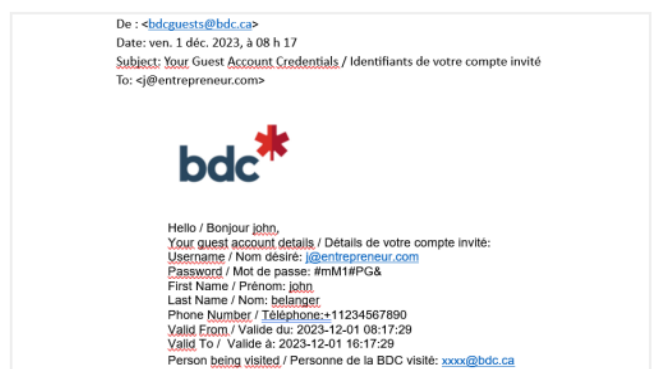 De : <bdcguests@bdc.ca>
Date: ven. 1 déc. 2023, à 08 h 17
Subject: Your Guest Account Credentials / Identifiants de votre compte invité
To: <j@entrepreneur.com>
bdc
Hello / Bonjour john,
Your guest account details / Détails de votre compte invité:
Username / Nom désiré: j@entrepreneur.com
Password / Mot de passe: #mM1#PG&
First Name / Prénom: john
Last Name / Nom: belanger
Phone Number / Téléphone:+11234567890
Valid From / Valide du: 2023-12-01 08:17:29
Valid To / Valide à: 2023-12-01 16:17:29
Person being visited / Personne de la BDC visité: xxxx@bdc.ca